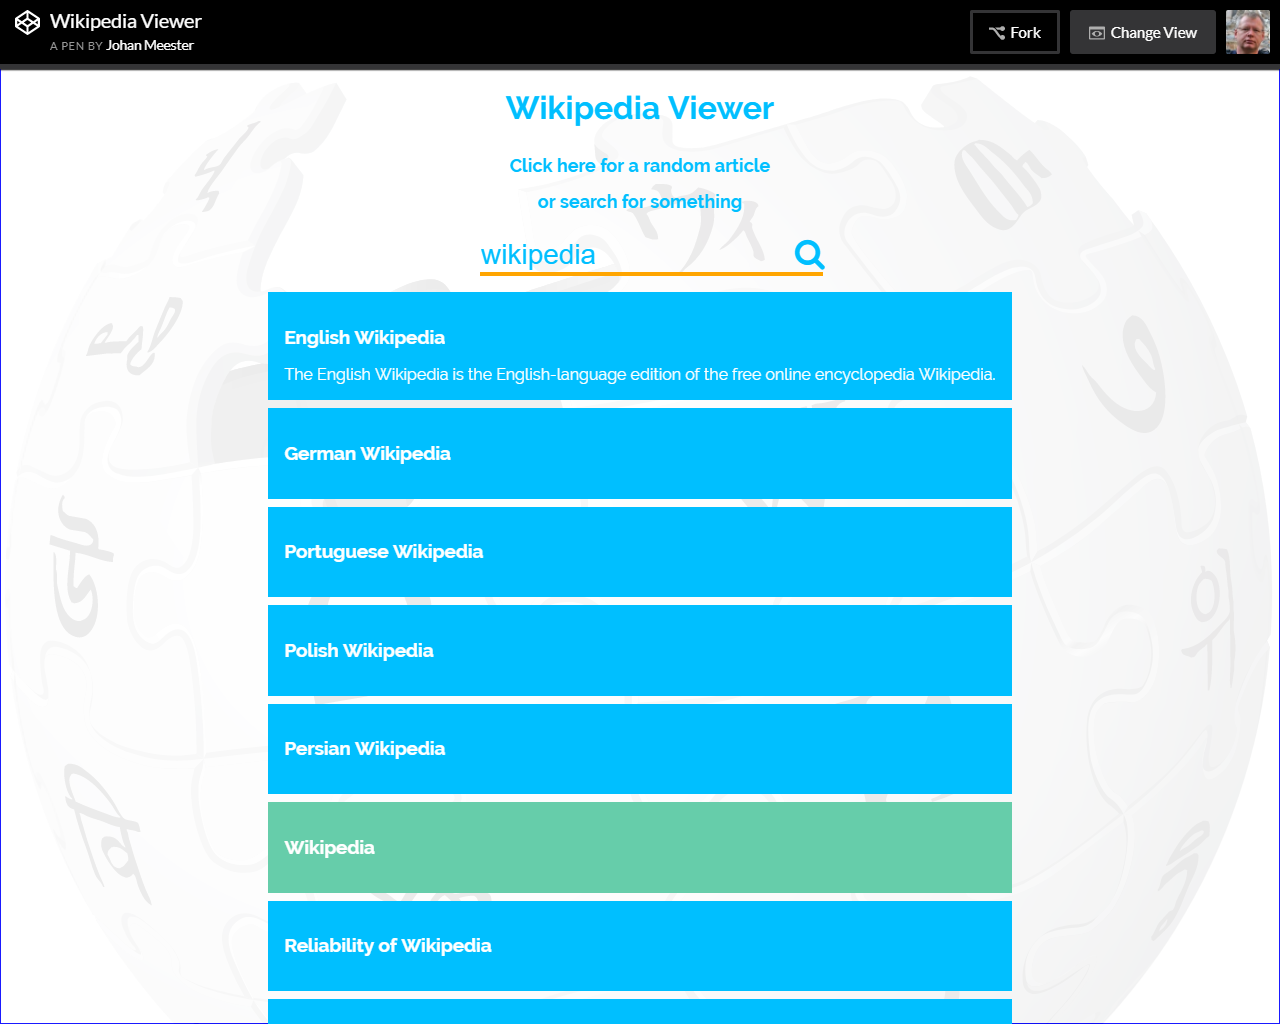 Wikipedia Viewer
A PEN BY Johan Meester
Fork
Change View
Wikipedia Viewer
Click here for a random article
or search for something
wikipedia
English Wikipedia
The English Wikipedia is the English-language edition of the free online encyclopedia Wikipedia.
German Wikipedia
Portuguese Wikipedia
Polish Wikipedia
Persian Wikipedia
Wikipedia
Reliability of Wikipedia